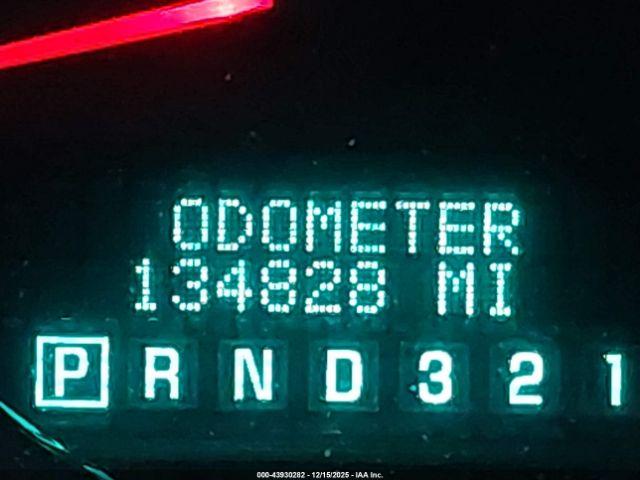 ODOMETER
134828 MI
P R N D 3 2 1
000-43930282 - 12/15/2025 - IAA Inc.